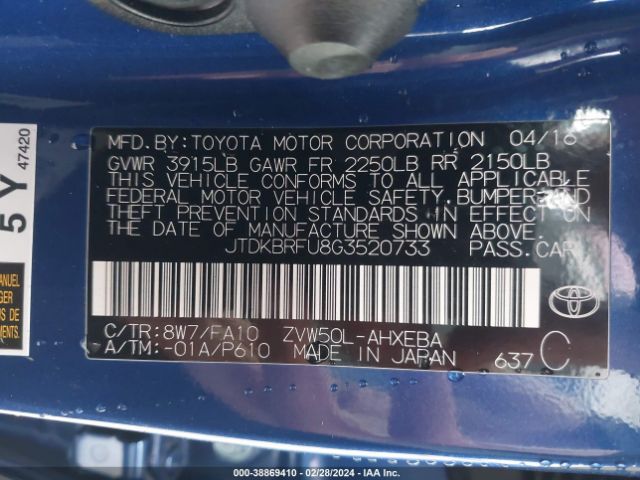 MFD.BY:TOYOTA MOTOR CORPORATION 04/16
GVWR 3915LB GAWR FR 2250LB RR 2150LB
THIS VEHICLE CONFORMS TO ALL APPLICABLE
FEDERAL MOTOR VEHICLE SAFETY,BUMPER,AND
THEFT PREVENTION STANDARDS IN EFFECT ON
THE DATE OF MANUFACTURE SHOWN ABOVE.
JTDKBRFU8G3520733 PASS.CAR
C/TR:8W7/FA10 ZVW50L-AHXEBA
A/TM:-01A/P610 MADE IN JAPAN 637 C
5 Y
47420
MANUEL
US DE
000-38869410 - 02/28/2024 - IAA Inc.